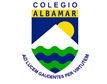 COLEGIO
ALBAMAR
AD LUCEM GAUDENTES PER VIRTUTEM